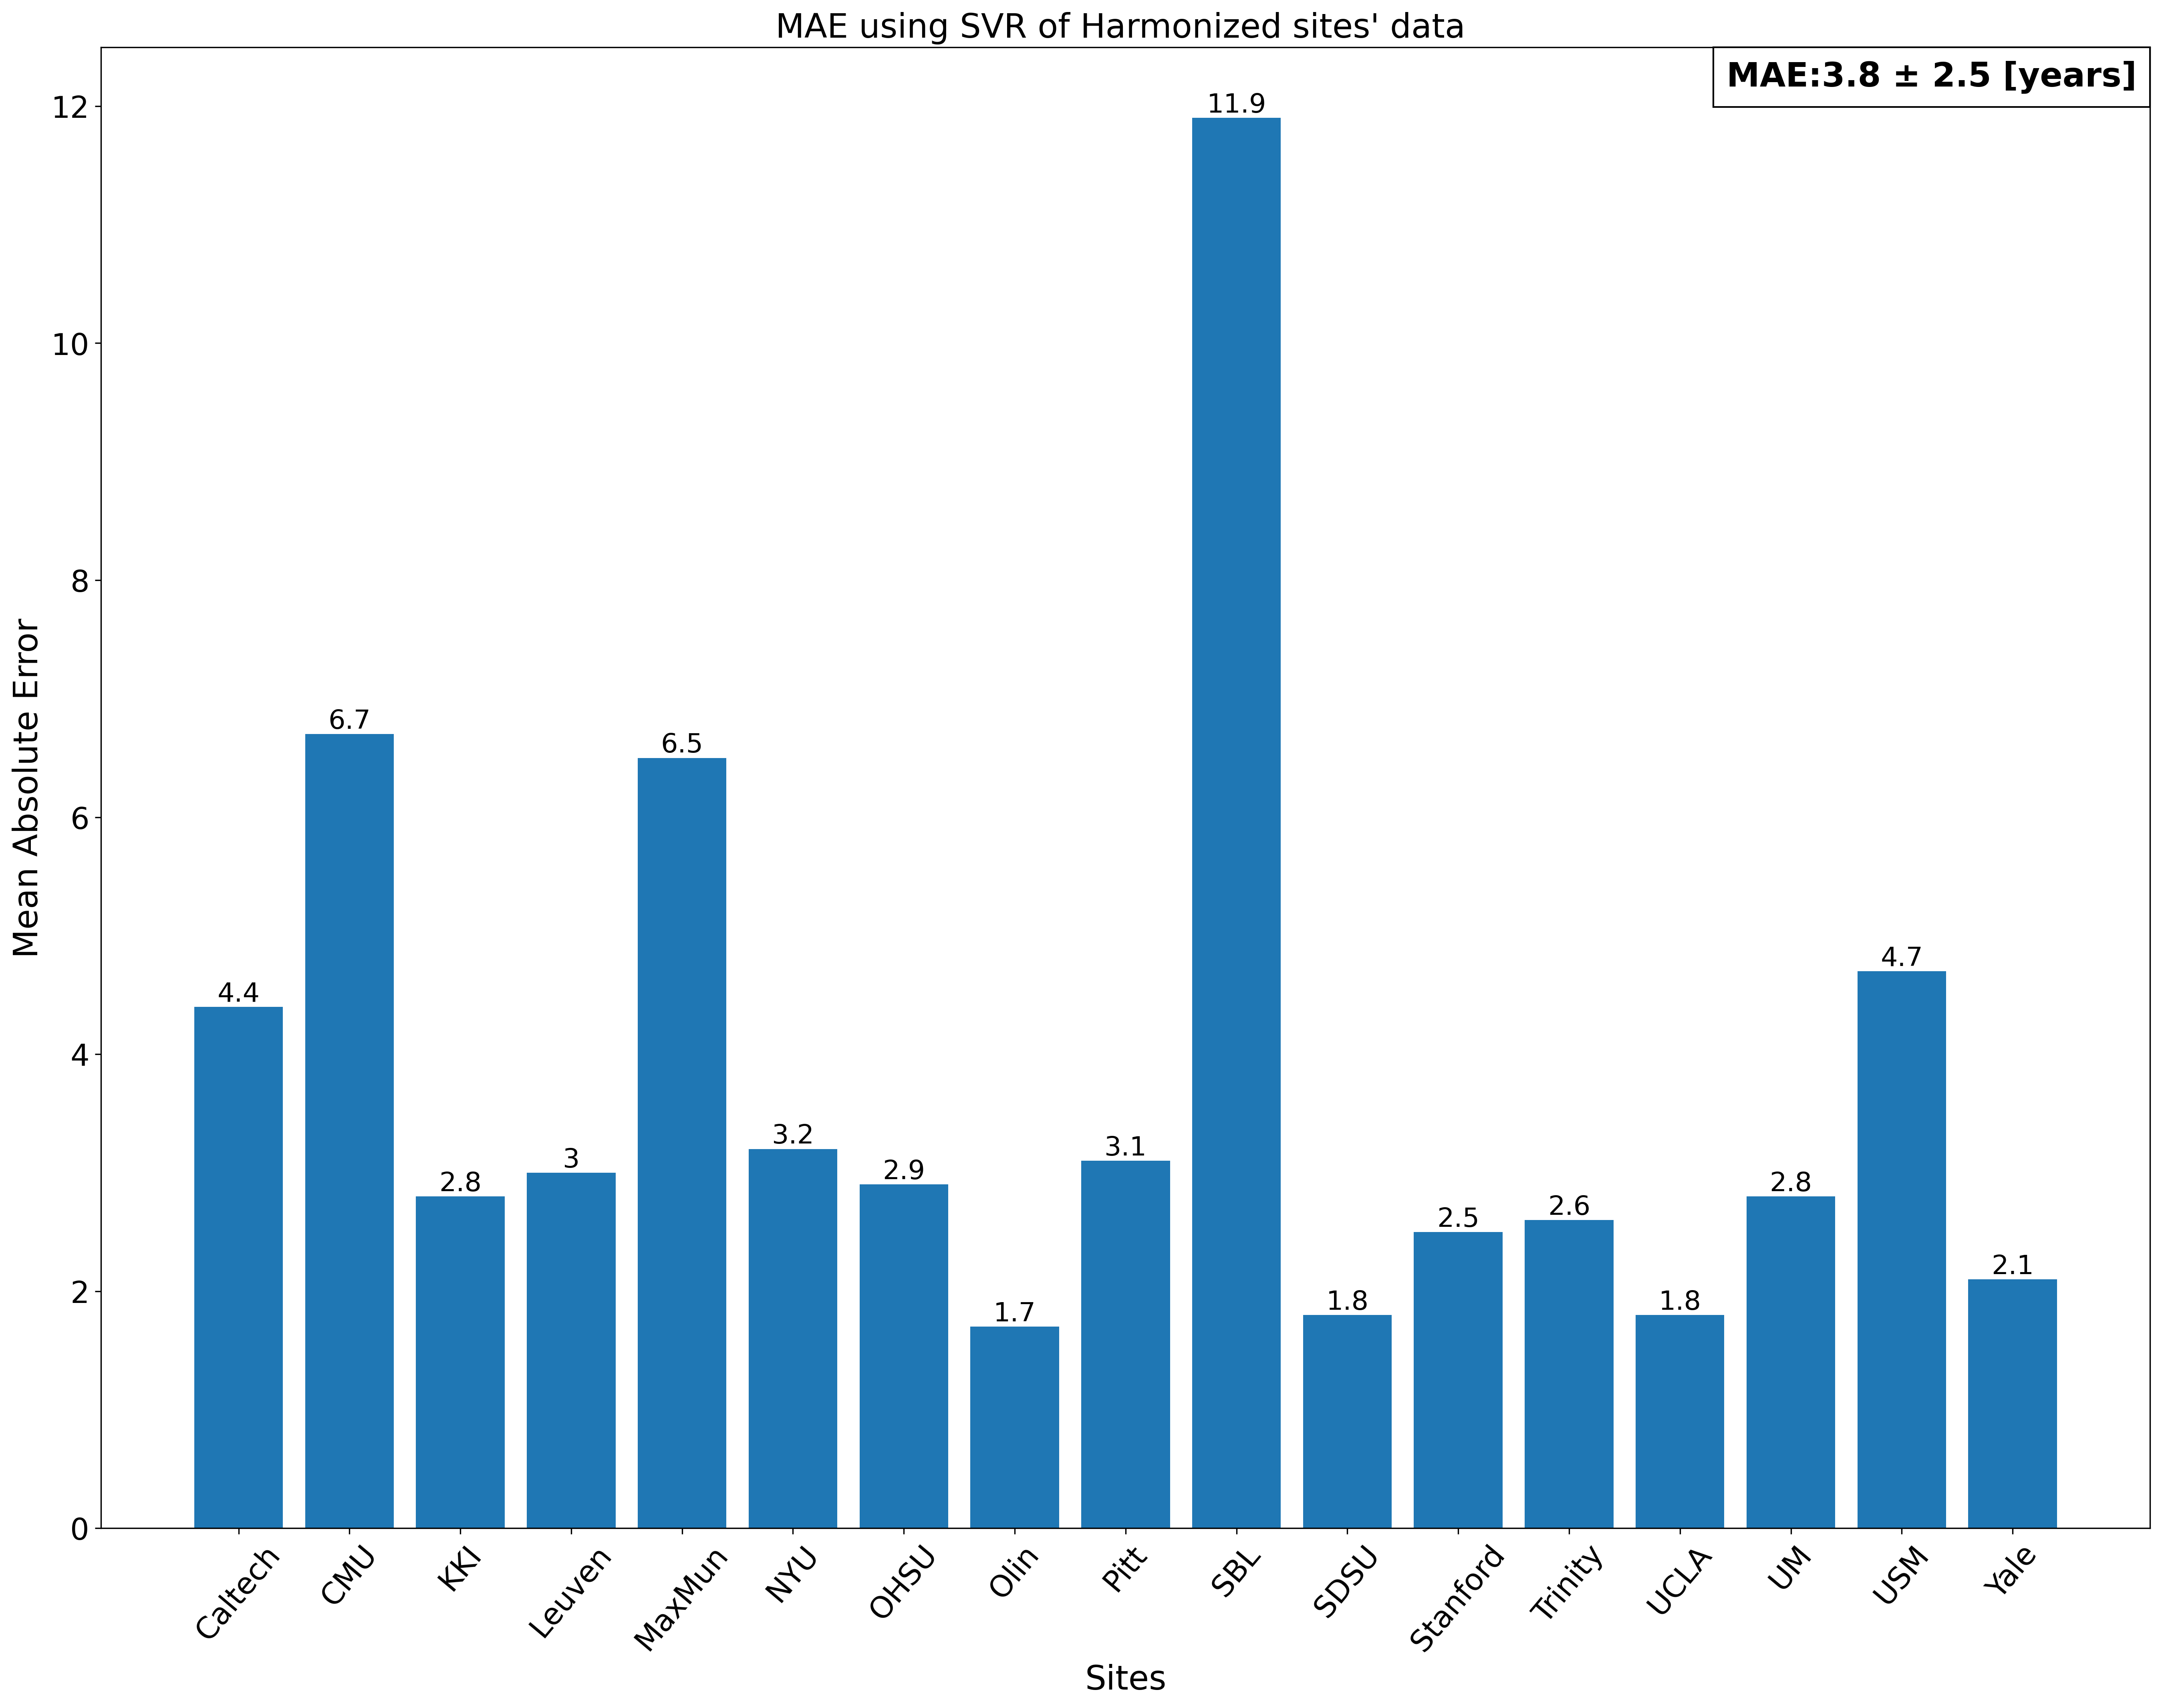 MAE using SVR of Harmonized sites' data
MAE:3.8 ± 2.5 [years]
Mean Absolute Error
12
10
8
6
4
2
0
4.4
6.7
2.8
3
6.5
3.2
2.9
1.7
3.1
11.9
1.8
2.5
2.6
1.8
2.8
4.7
2.1
Caltech
CMU
KKI
Leuven
MaxMun
NYU
OHSU
Olin
Pitt
SBL
SDSU
Stanford
Trinity
UCLA
UM
USM
Yale
Sites